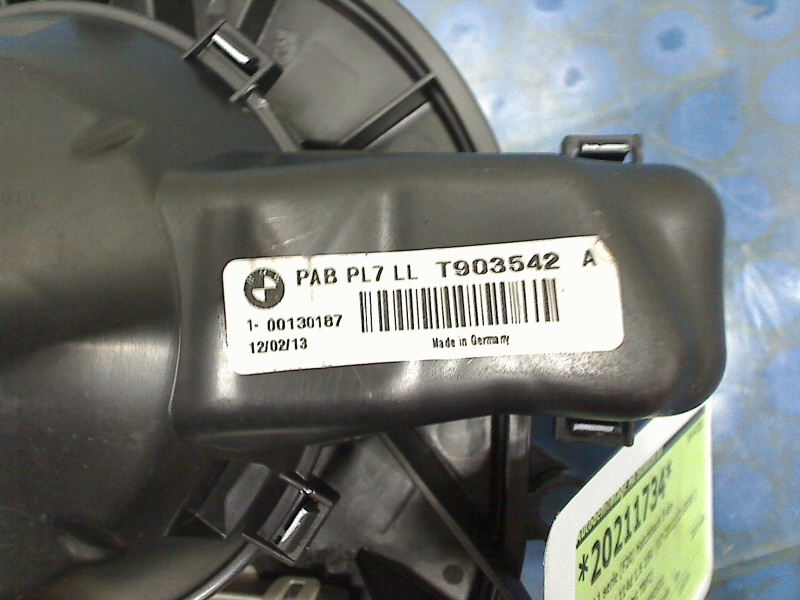 PAB PL7 LL T903542 A
1- 00130187
12/02/13
Made in Germany
*20211734*